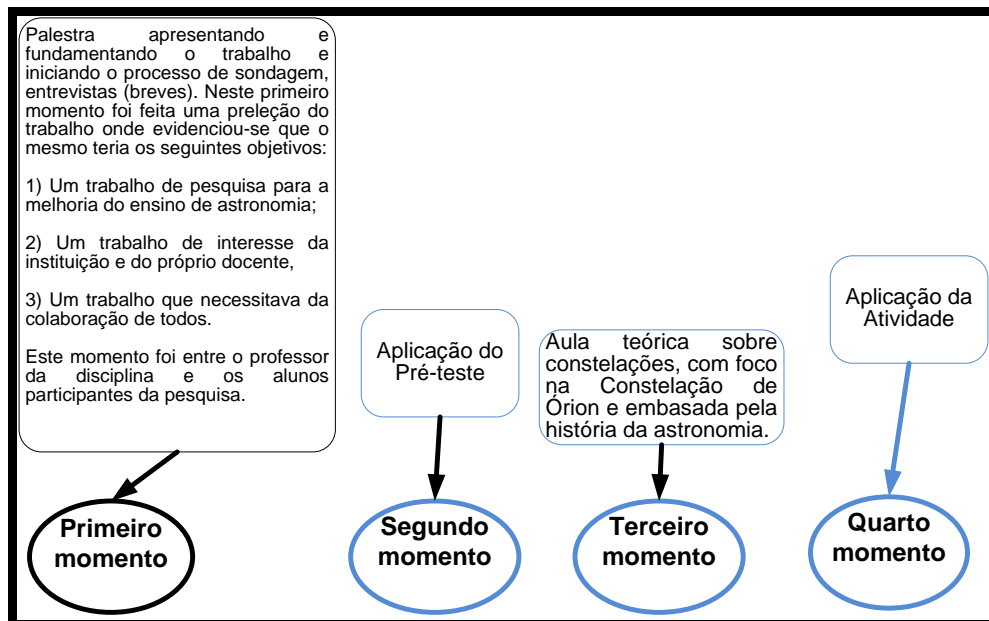 Palestra apresentando e
fundamentando o trabalho e
iniciando o processo de sondagem,
entrevistas (breves). Neste primeiro
momento foi feita uma preleção do
trabalho onde evidenciou-se que o
mesmo teria os seguintes objetivos:
1) Um trabalho de pesquisa para a
melhoria do ensino de astronomia;
2) Um trabalho de interesse da
instituição e do próprio docente,
3) Um trabalho que necessitava da
colaboração de todos.
Este momento foi entre o professor
da disciplina e os alunos
participantes da pesquisa.
Aplicação do
Pré-teste
Aula teórica sobre
constelações, com foco
na Constelação de
Órion e embasada pela
história da astronomia.
Aplicação da
Atividade
Primeiro
momento
Segundo
momento
Terceiro
momento
Quarto
momento